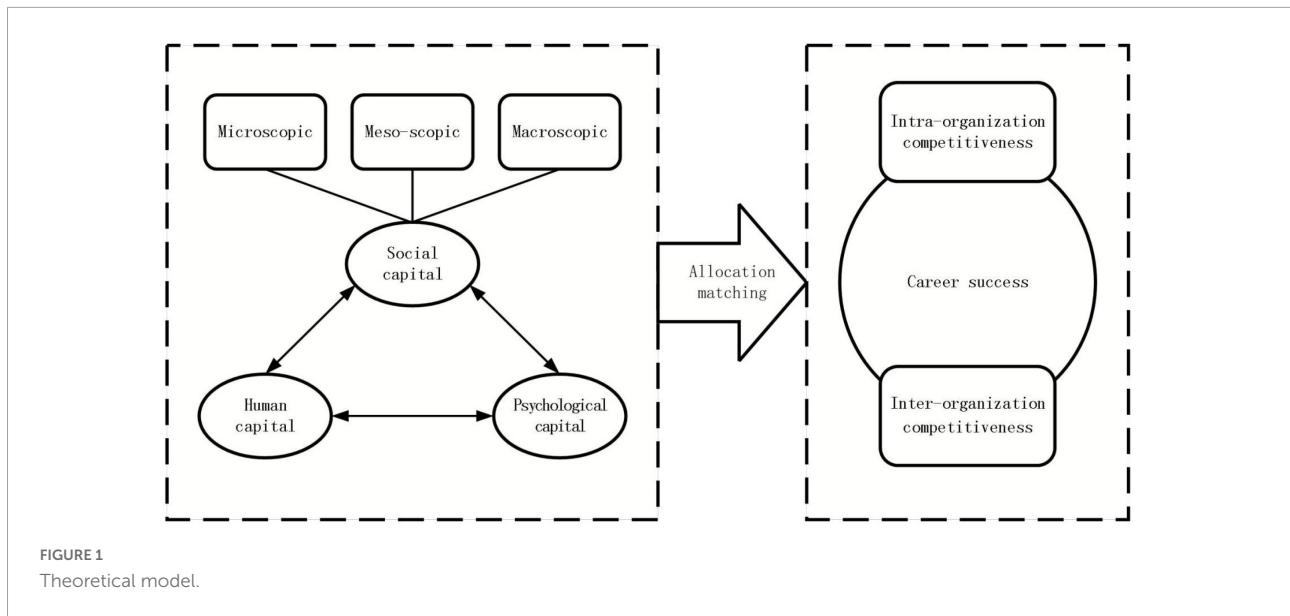 Microscopic
Meso-scopic
Macroscopic
Social
capital
Human
capital
Psychological
capital
Allocation
matching
Intra-organization
competitiveness
Career success
Inter-organization
competitiveness
FIGURE 1
Theoretical model.